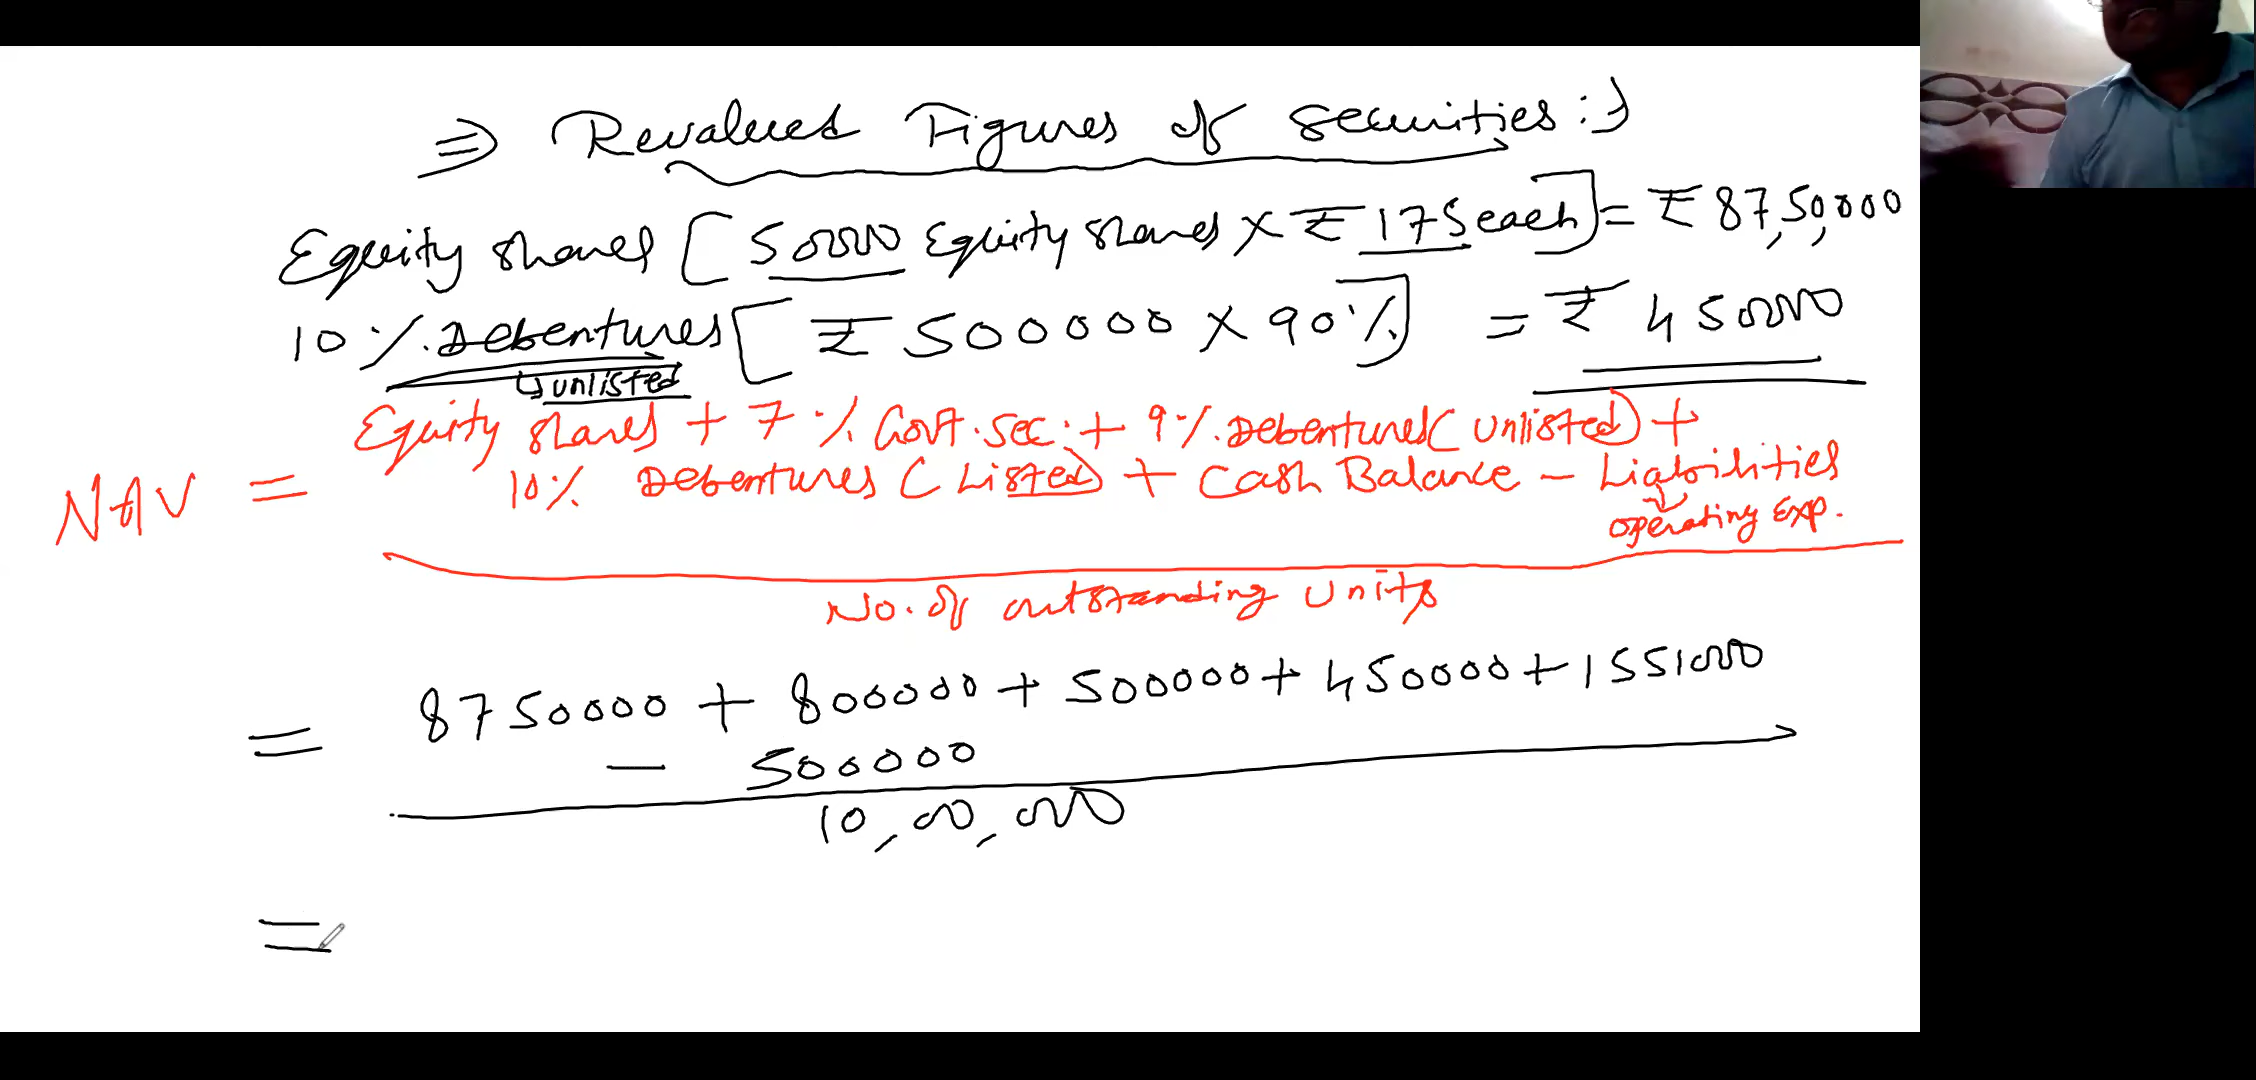 ⇒ Revalued Figures of Securities :→
Equity shares [50000 Equity shares × ₹ 175 each] = ₹ 87,50,000
10 %. Debentures [₹ 500000 × 90%] = ₹ 450000
↳ unlisted
Equity shares + 7 % Govt. Sec. + 9%. Debentures (Unlisted) +
NAV = 10% Debentures (Listed) + Cash Balance − Liabilities
operating Exp.
No. of outstanding Units
= 8750000 + 800000 + 500000 + 450000 + 1551000
− 500000
10,00,000
=